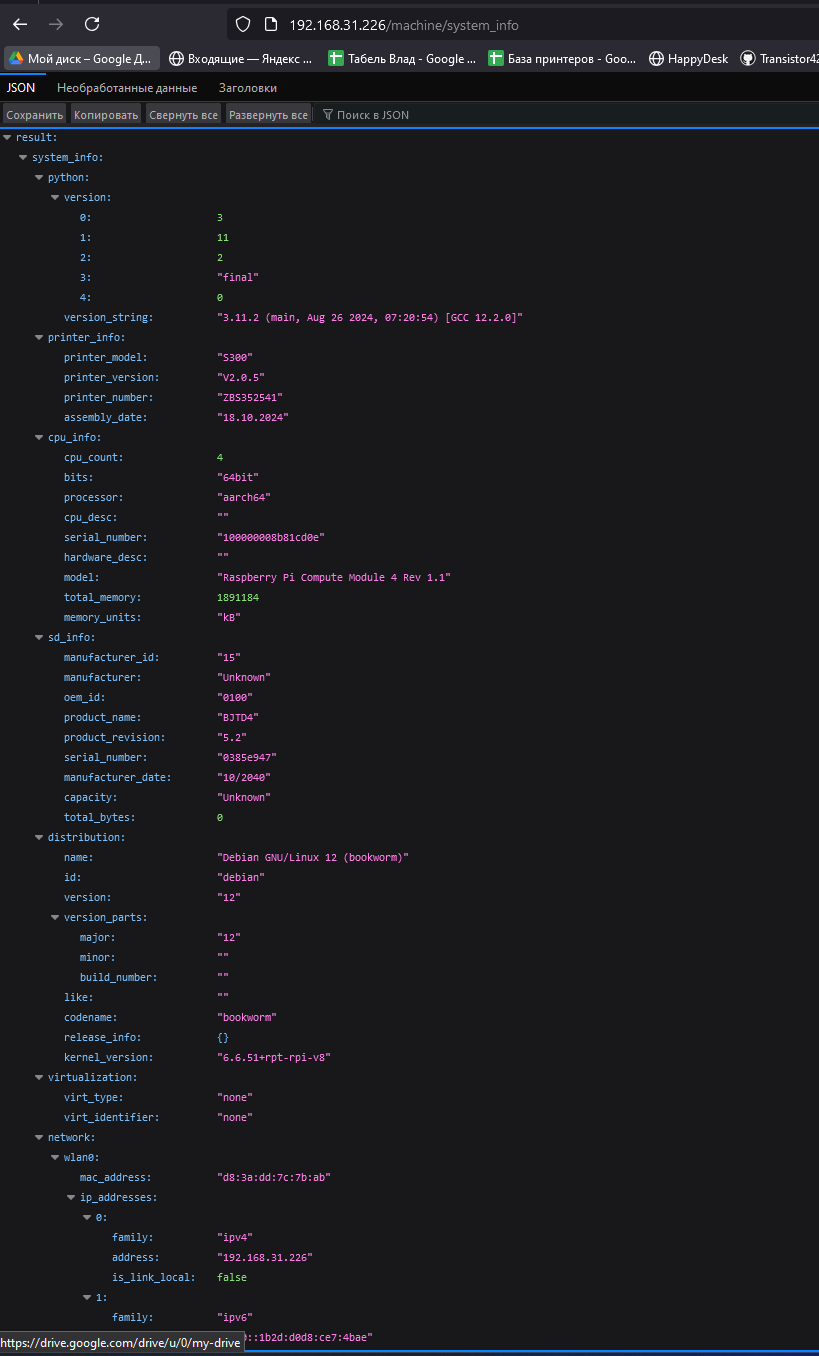 192.168.31.226/machine/system_info
Мой диск – Google Д... Входящие — Яндекс ... Табель Влад - Google ... База принтеров - Goo... HappyDesk Transistor42
JSON Необработанные данные Заголовки
Сохранить Копировать Свернуть все Развернуть все Поиск в JSON
result:
system_info:
python:
version:
0: 3
1: 11
2: 2
3: "final"
4: 0
version_string: "3.11.2 (main, Aug 26 2024, 07:20:54) [GCC 12.2.0]"
printer_info:
printer_model: "S300"
printer_version: "V2.0.5"
printer_number: "ZBS352541"
assembly_date: "18.10.2024"
cpu_info:
cpu_count: 4
bits: "64bit"
processor: "aarch64"
cpu_desc: ""
serial_number: "100000008b81cd0e"
hardware_desc: ""
model: "Raspberry Pi Compute Module 4 Rev 1.1"
total_memory: 1891184
memory_units: "kB"
sd_info:
manufacturer_id: "15"
manufacturer: "Unknown"
oem_id: "0100"
product_name: "BJTD4"
product_revision: "5.2"
serial_number: "0385e947"
manufacturer_date: "10/2040"
capacity: "Unknown"
total_bytes: 0
distribution:
name: "Debian GNU/Linux 12 (bookworm)"
id: "debian"
version: "12"
version_parts:
major: "12"
minor: ""
build_number: ""
like: ""
codename: "bookworm"
release_info: {}
kernel_version: "6.6.51+rpt-rpi-v8"
virtualization:
virt_type: "none"
virt_identifier: "none"
network:
wlan0:
mac_address: "d8:3a:dd:7c:7b:ab"
ip_addresses:
0:
family: "ipv4"
address: "192.168.31.226"
is_link_local: false
1:
family: "ipv6"
::1b2d:d0d8:ce7:4bae"
https://drive.google.com/drive/u/0/my-drive